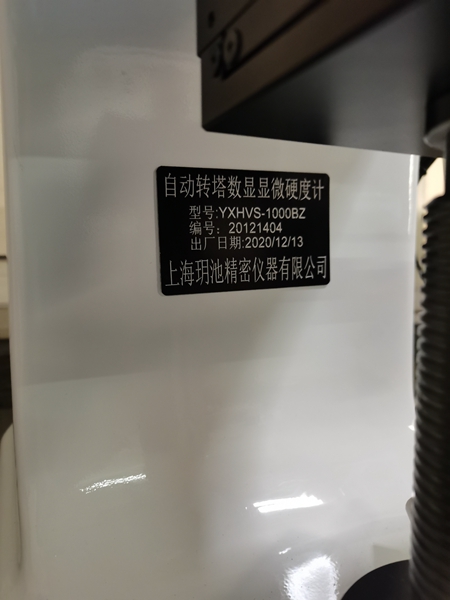 自动转塔数显显微硬度计
型号:YXHVS-1000BZ
编号: 20121404
出厂日期:2020/12/13
上海玥池精密仪器有限公司